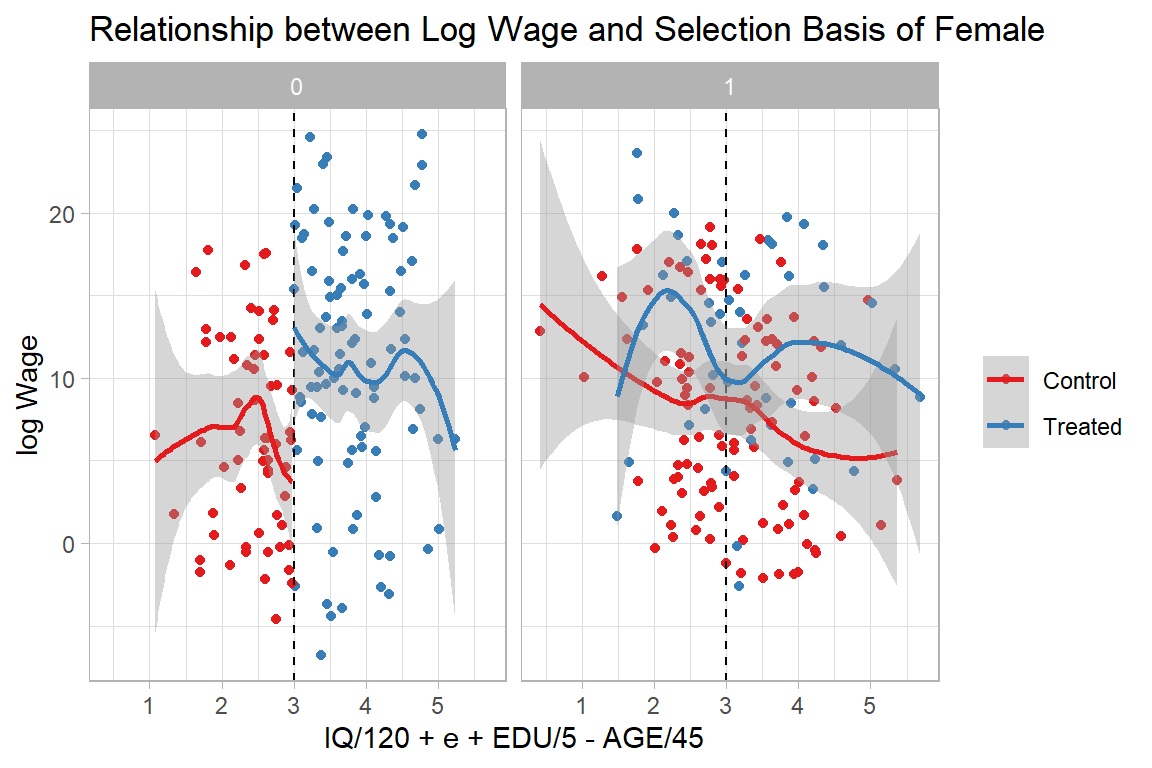 Relationship between Log Wage and Selection Basis of Female
0 1
20
10
0
log Wage
1 2 3 4 5 1 2 3 4 5
IQ/120 + e + EDU/5 - AGE/45
Control
Treated